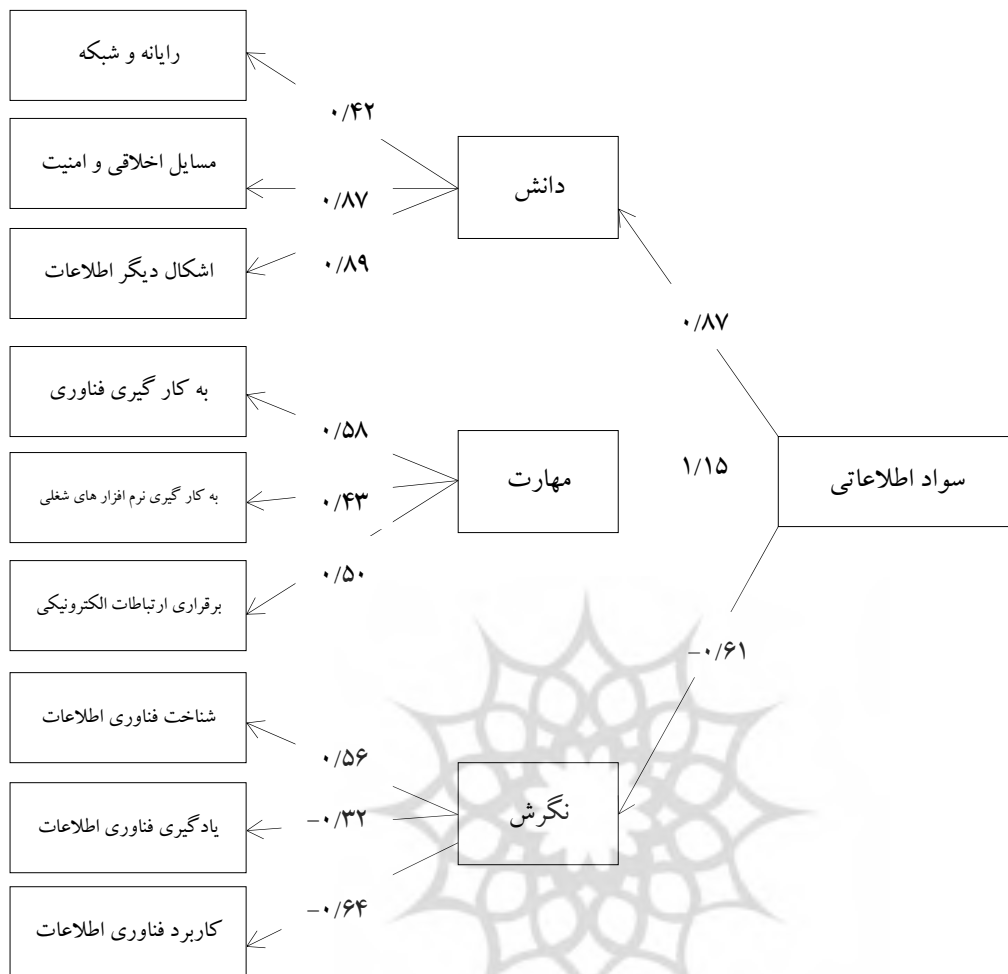 رایانه و شبکه
۰/۴۲
مسایل اخلاقی و امنیت
دانش
۰/۸۷
اشکال دیگر اطلاعات
۰/۸۹
۰/۸۷
به کار گیری فناوری
۰/۵۸
۱/۱۵
سواد اطلاعاتی
مهارت
به کار گیری نرم افزار های شغلی
۰/۴۳
برقراری ارتباطات الکترونیکی
۰/۵۰
-۰/۶۱
شناخت فناوری اطلاعات
۰/۵۶
نگرش
یادگیری فناوری اطلاعات
-۰/۳۲
کاربرد فناوری اطلاعات
-۰/۶۴